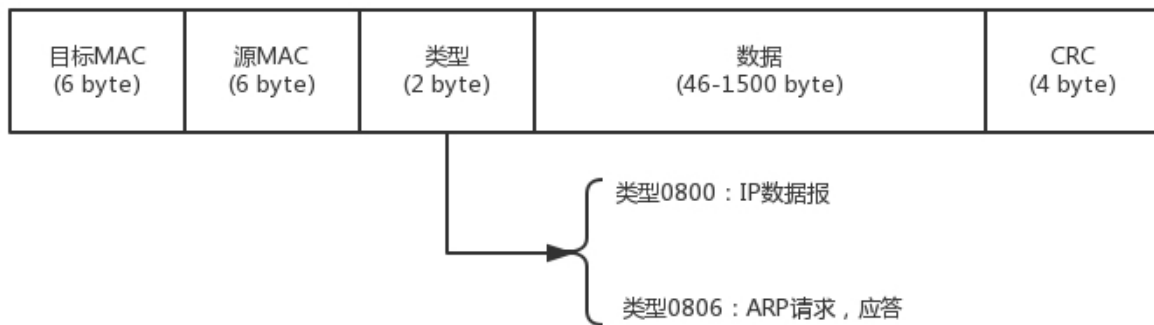 目标MAC
(6 byte)
源MAC
(6 byte)
类型
(2 byte)
数据
(46-1500 byte)
CRC
(4 byte)
类型0800：IP数据报
类型0806：ARP请求，应答